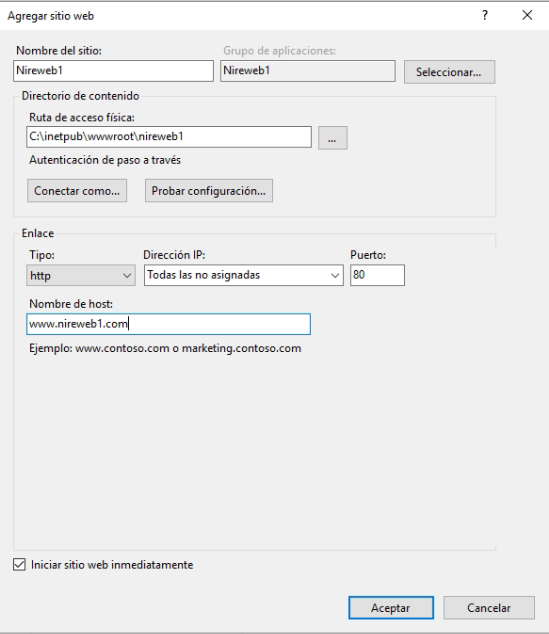 Agregar sitio web
?
Nombre del sitio:
Grupo de aplicaciones:
Nireweb1
Nireweb1
Seleccionar...
Directorio de contenido
Ruta de acceso física:
C:\inetpub\wwwroot\nireweb1
...
Autenticación de paso a través
Conectar como...
Probar configuración...
Enlace
Tipo:
Dirección IP:
Puerto:
http
Todas las no asignadas
80
Nombre de host:
www.nireweb1.com
Ejemplo: www.contoso.com o marketing.contoso.com
Iniciar sitio web inmediatamente
Aceptar
Cancelar